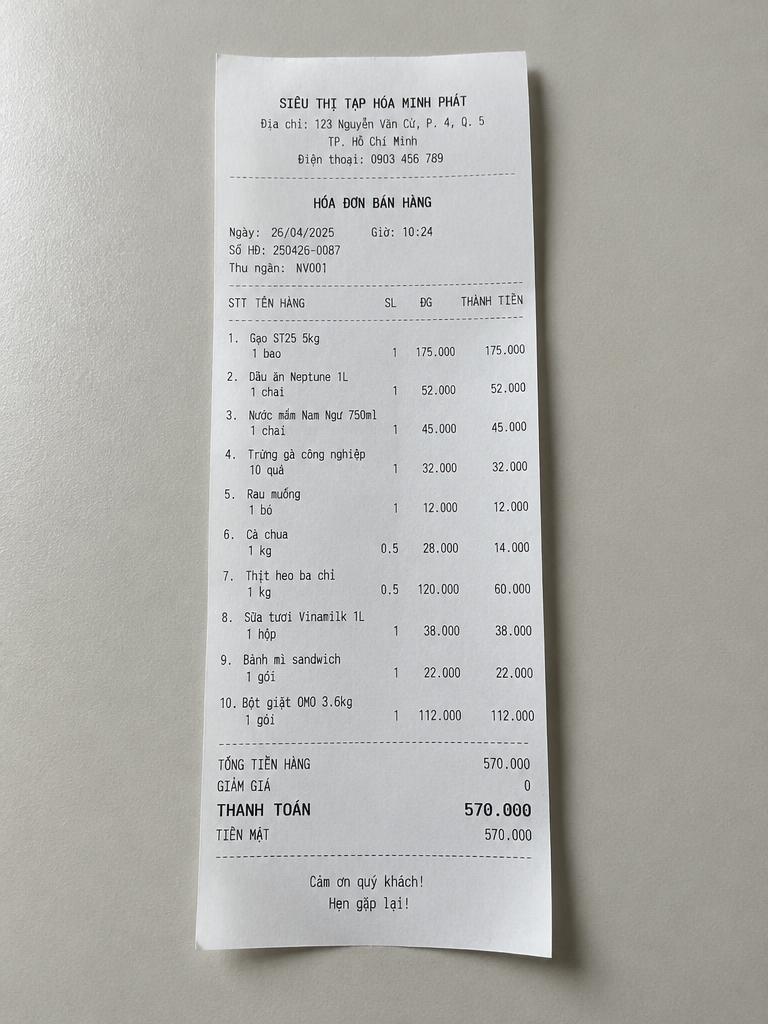 SIÊU THỊ TẠP HÓA MINH PHÁT
Địa chỉ: 123 Nguyễn Văn Cừ, P. 4, Q. 5
TP. Hồ Chí Minh
Điện thoại: 0903 456 789
HÓA ĐƠN BÁN HÀNG
Ngày: 26/04/2025 Giờ: 10:24
Số HĐ: 250426-0087
Thu ngân: NV001
STT TÊN HÀNG SL ĐG THÀNH TIỀN
1. Gạo ST25 5kg
1 bao 1 175.000 175.000
2. Dầu ăn Neptune 1L
1 chai 1 52.000 52.000
3. Nước mắm Nam Ngư 750ml
1 chai 1 45.000 45.000
4. Trứng gà công nghiệp
10 quả 1 32.000 32.000
5. Rau muống
1 bó 1 12.000 12.000
6. Cà chua
1 kg 0.5 28.000 14.000
7. Thịt heo ba chỉ
1 kg 0.5 120.000 60.000
8. Sữa tươi Vinamilk 1L
1 hộp 1 38.000 38.000
9. Bánh mì sandwich
1 gói 1 22.000 22.000
10. Bột giặt OMO 3.6kg
1 gói 1 112.000 112.000
TỔNG TIỀN HÀNG 570.000
GIẢM GIÁ 0
THANH TOÁN 570.000
TIỀN MẶT 570.000
Cảm ơn quý khách!
Hẹn gặp lại!